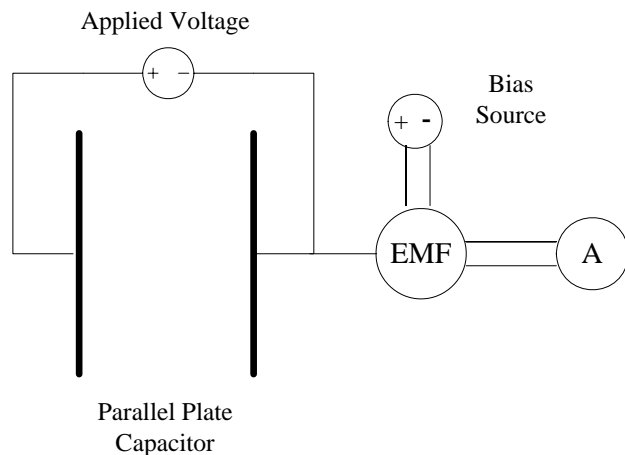 Applied Voltage
+ −
Bias
Source
+ -
EMF
A
Parallel Plate
Capacitor